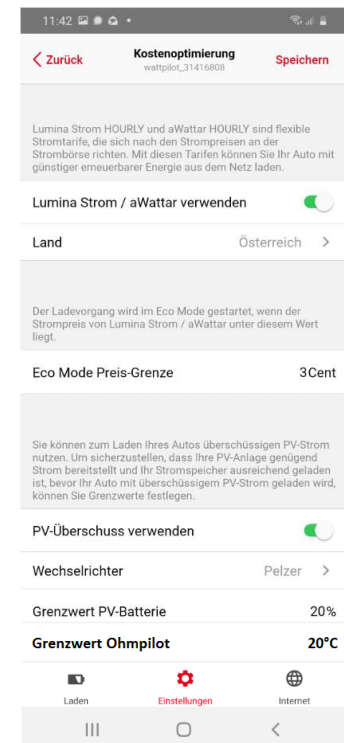 11:42
Zurück
Kostenoptimierung
Speichern
wattpilot_31416808
Lumina Strom HOURLY und aWattar HOURLY sind flexible
Stromtarife, die sich nach den Strompreisen an der
Strombörse richten. Mit diesen Tarifen können Sie Ihr Auto mit
günstiger erneuerbarer Energie aus dem Netz laden.
Lumina Strom / aWattar verwenden
Land Österreich
Der Ladevorgang wird im Eco Mode gestartet, wenn der
Strompreis von Lumina Strom / aWattar unter diesem Wert
liegt.
Eco Mode Preis-Grenze 3Cent
Sie können zum Laden Ihres Autos überschüssigen PV-Strom
nutzen. Um sicherzustellen, dass Ihre PV-Anlage genügend
Strom bereitstellt und Ihr Stromspeicher ausreichend geladen
ist, bevor Ihr Auto mit überschüssigem PV-Strom geladen wird,
können Sie Grenzwerte festlegen.
PV-Überschuss verwenden
Wechselrichter Pelzer
Grenzwert PV-Batterie 20%
Grenzwert Ohmpilot 20°C
Laden Einstellungen Internet